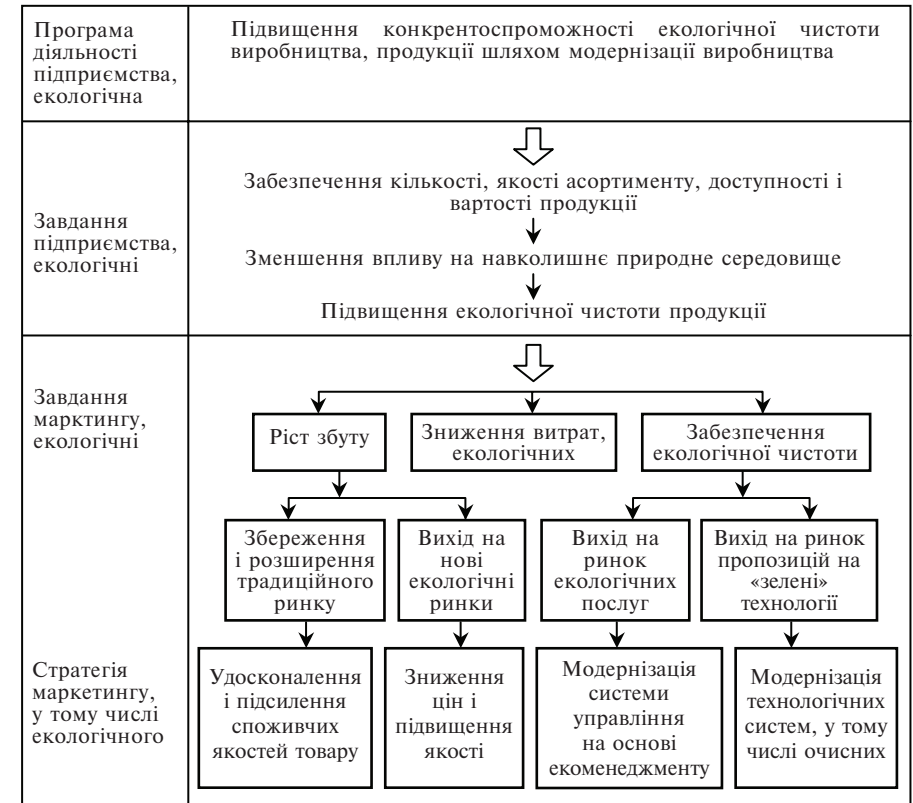 Програма
діяльності
підприємства,
екологічна
Підвищення конкрентоспроможності екологічної чистоти
виробництва, продукції шляхом модернізації виробництва
Завдання
підприємства,
екологічні
Забезпечення кількості, якості асортименту, доступності і
вартості продукції
Зменшення впливу на навколишнє природне середовище
Підвищення екологічної чистоти продукції
Завдання
марктингу,
екологічні
Ріст збуту
Зниження витрат,
екологічних
Забезпечення
екологічної чистоти
Збереження
і розширення
традиційного
ринку
Вихід на
нові
екологічні
ринки
Вихід на
ринок
екологічних
послуг
Вихід на ринок
пропозицій на
«зелені»
технології
Стратегія
маркетингу,
у тому числі
екологічного
Удосконалення
і підсилення
споживчих
якостей товару
Зниження
цін і
підвищення
якості
Модернізація
системи
управління
на основі
екоменеджменту
Модернізація
технологічних
систем, у тому
числі очисних